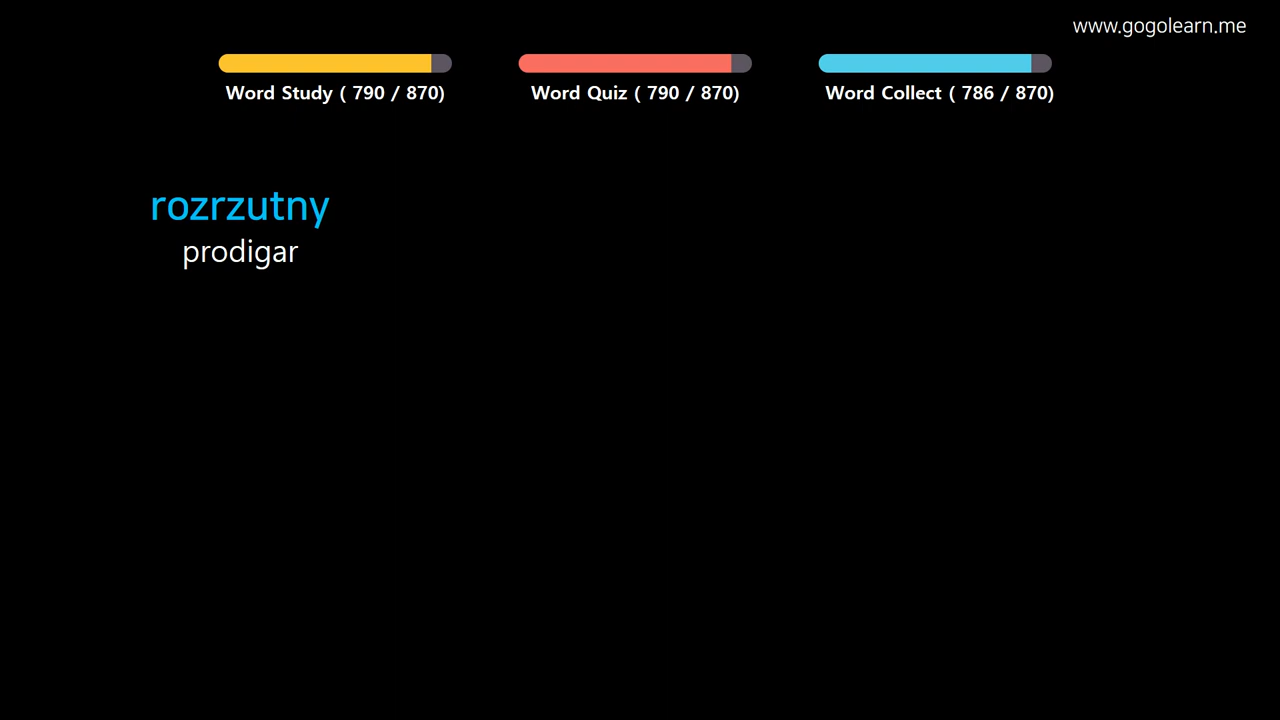 www.gogolearn.me
Word Study ( 790 / 870)
Word Quiz ( 790 / 870)
Word Collect ( 786 / 870)
rozrzutny
prodigar